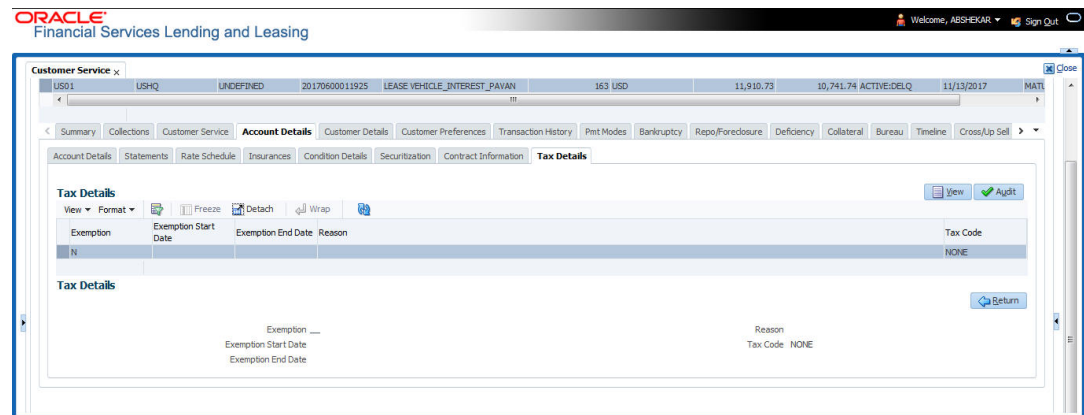 ORACLE
Financial Services Lending and Leasing
Welcome, ABSHEKAR Sign Out
Customer Service x
Close
US01 USHQ UNDEFINED 20170600011925 LEASE VEHICLE_INTEREST_PAVAN 163 USD 11,910.73 10,741.74 ACTIVE:DELQ 11/13/2017 MATU
Summary Collections Customer Service Account Details Customer Details Customer Preferences Transaction History Pmt Modes Bankruptcy Repo/Foreclosure Deficiency Collateral Bureau Timeline Cross/Up Sell
Account Details Statements Rate Schedule Insurances Condition Details Securitization Contract Information Tax Details
Tax Details
View Audit
View Format Freeze Detach Wrap
Exemption Exemption Start Date Exemption End Date Reason Tax Code
N NONE
Tax Details
Return
Exemption Reason
Exemption Start Date Tax Code NONE
Exemption End Date